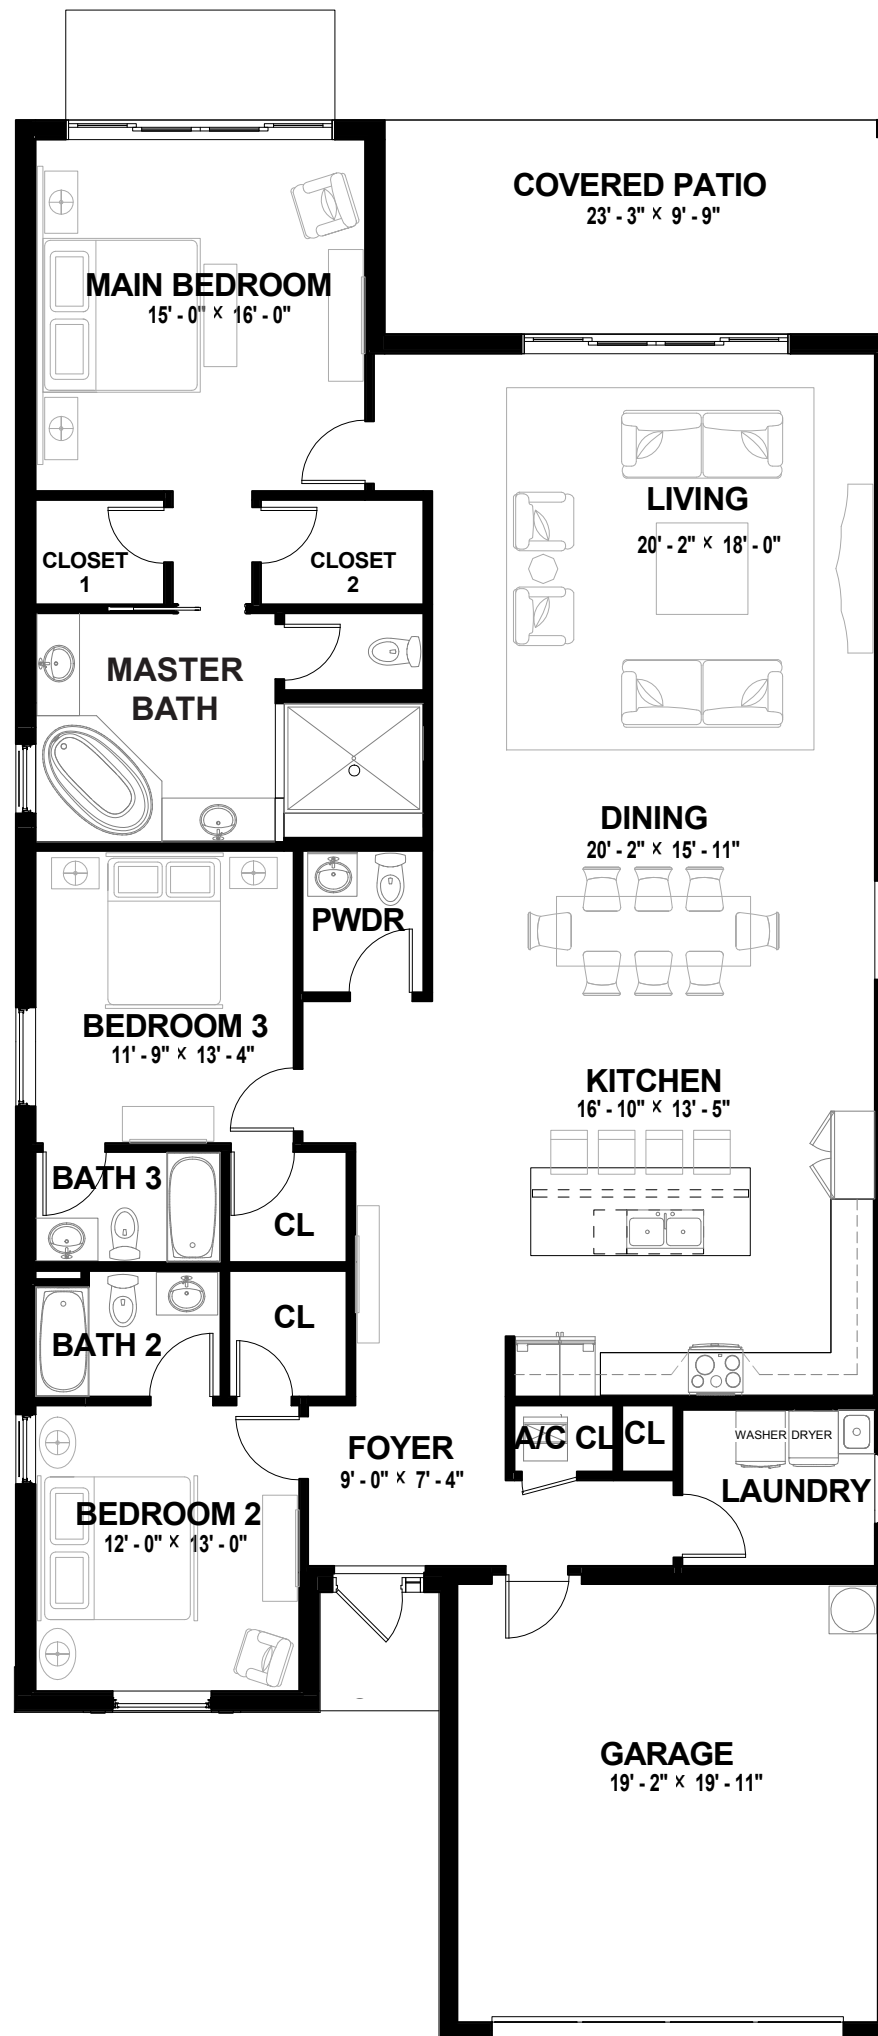 COVERED PATIO
23' - 3" × 9' - 9"
MAIN BEDROOM
15' - 0" × 16' - 0"
LIVING
20' - 2" × 18' - 0"
CLOSET
1
CLOSET
2
MASTER
BATH
DINING
20' - 2" × 15' - 11"
PWDR
BEDROOM 3
11' - 9" × 13' - 4"
KITCHEN
16' - 10" × 13' - 5"
BATH 3
CL
CL
BATH 2
FOYER
9' - 0" × 7' - 4"
A/C CL
CL
WASHER
DRYER
LAUNDRY
BEDROOM 2
12' - 0" × 13' - 0"
GARAGE
19' - 2" × 19' - 11"